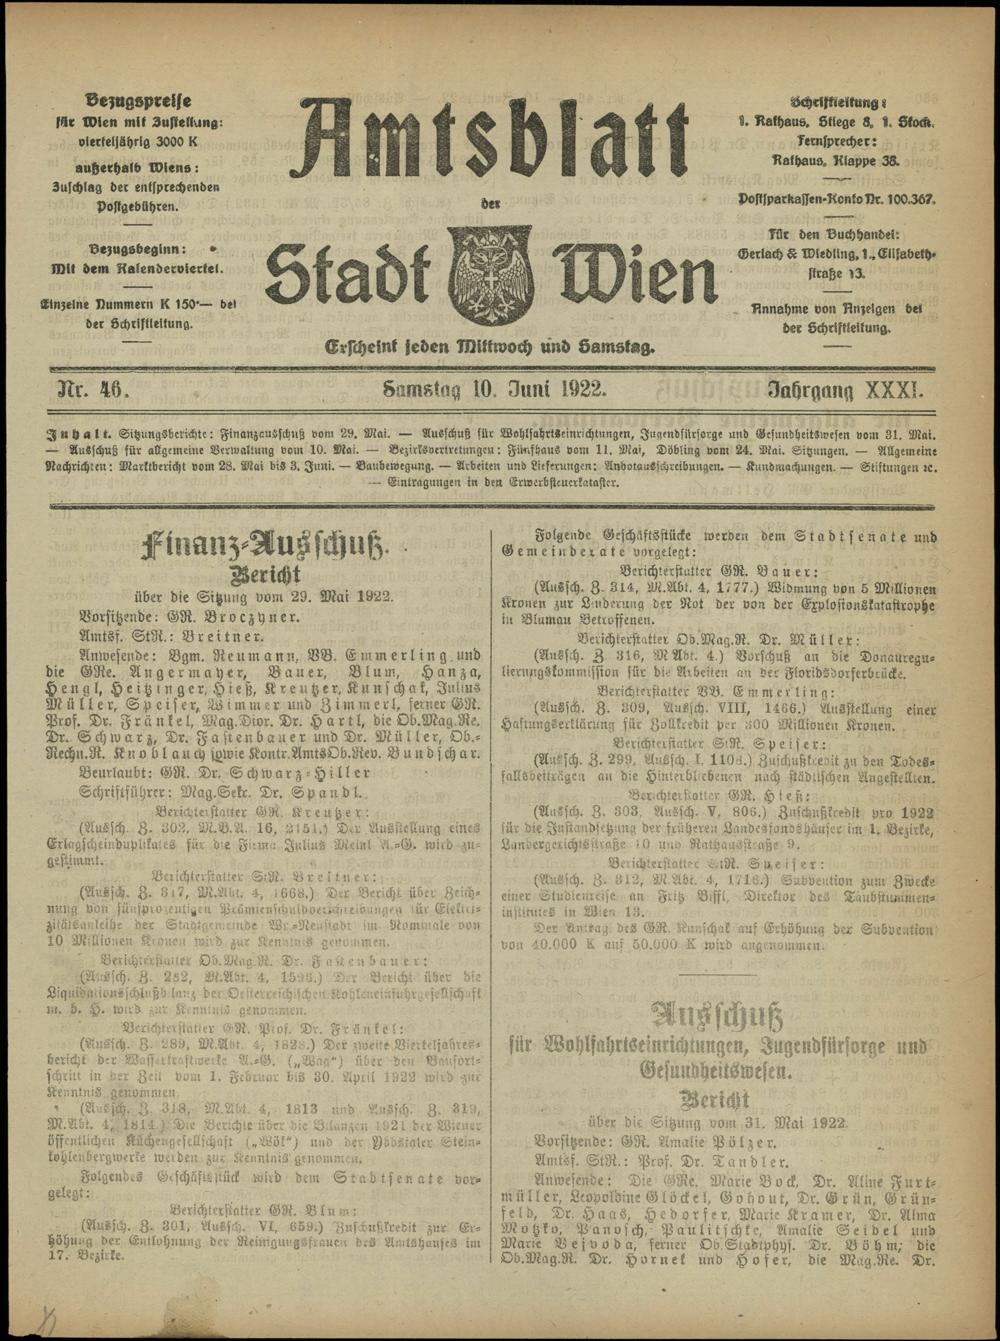 Bezugspreise
für Wien mit Zustellung:
vierteljährig 3000 K
außerhalb Wiens:
Zuschlag der entsprechenden
Postgebühren.
Bezugsbeginn:
Mit dem Kalenderviertel.
Einzelne Nummern K 150·— bei
der Schriftleitung.
Amtsblatt
der
Stadt Wien
Erscheint jeden Mittwoch und Samstag.
Schriftleitung:
1. Rathaus, Stiege 8, 1. Stock.
Fernsprecher:
Rathaus, Klappe 38.
Postsparkassen-Konto Nr. 100.367.
Für den Buchhandel:
Gerlach & Wiedling, 1., Elisabeth-
straße 13.
Annahme von Anzeigen bei
der Schriftleitung.
Nr. 46. Samstag 10. Juni 1922. Jahrgang XXXI.
Inhalt. Sitzungsberichte: Finanzausschuß vom 29. Mai. — Ausschuß für Wohlfahrtseinrichtungen, Jugendfürsorge und Gesundheitswesen vom 31. Mai.
— Ausschuß für allgemeine Verwaltung vom 10. Mai. — Bezirksvertretungen: Fünfhaus vom 11. Mai, Döbling vom 24. Mai. Sitzungen. — Allgemeine
Nachrichten: Marktbericht vom 28. Mai bis 3. Juni. — Baubewegung. — Arbeiten und Lieferungen: Anbotausschreibungen. — Kundmachungen. — Stiftungen ꝛc.
— Eintragungen in den Erwerbsteuerkataster.
Finanz-Ausschuß.
Bericht
über die Sitzung vom 29. Mai 1922.
Vorsitzende: GR. Broczyner.
Amtsf. StR.: Breitner.
Anwesende: Bgm. Reumann, VB. Emmerling und
die GRe. Angermayer, Bauer, Blum, Hanza,
Hengl, Heitzinger, Hieß, Kreutzer, Kunschak, Julius
Müller, Speiser, Wimmer und Zimmerl, ferner GR.
Prof. Dr. Fränkel, Mag.Dior. Dr. Hartl, die Ob.Mag.Re.
Dr. Schwarz, Dr. Fastenbauer und Dr. Müller, Ob.-
Rechn.R. Knoblauch sowie Kontr.AmtsOb.Rev. Bundschar.
Beurlaubt: GR. Dr. Schwarz-Hiller
Schriftführer: Mag.Sekr. Dr. Spandl.
Berichterstatter GR. Kreutzer:
(Aussch. Z. 302, M.B.A. 16, 2151.) Der Ausstellung eines
Erlagscheinduplikates für die Firma Julius Meinl A.-G. wird zu-
gestimmt.
Berichterstatter StR. Breitner:
(Aussch. Z. 317, M.Abt. 4, 1668.) Der Bericht über Zeich-
nung von fünfprozentigen Prämienschuldverschreibungen für Elektri-
zitätsanleihe der Stadtgemeinde Wr.-Neustadt im Nominale von
10 Millionen Kronen wird zur Kenntnis genommen.
Berichterstatter Ob.Mag.R. Dr. Fastenbauer:
(Aussch. Z. 282, M.Abt. 4, 1593.) Der Bericht über die
Liquidationsschlußbilanz der Oesterreichischen Kohleneinfuhrgesellschaft
m. b. H. wird zur Kenntnis genommen.
Berichterstatter GR. Prof. Dr. Fränkel:
(Aussch. Z. 289, M.Abt. 4, 1828.) Der zweite Vierteljahres-
bericht der Wasserkraftwerke A.-G. („Wag“) über den Baufort-
schritt in der Zeit vom 1. Februar bis 30. April 1922 wird zur
Kenntnis genommen.
(Aussch. Z. 318, M.Abt. 4, 1813 und Aussch. Z. 319,
M.Abt. 4, 1814.) Die Berichte über die Bilanzen 1921 der Wiener
öffentlichen Küchengesellschaft („Wök“) und der Ybbstaler Stein-
kohlenbergwerke werden zur Kenntnis genommen.
Folgendes Geschäftsstück wird dem Stadtsenate vor-
gelegt:
Berichterstatter GR. Blum:
(Aussch. Z. 301, Aussch. VI, 659.) Zuschußkredit zur Er-
höhung der Entlohnung der Reinigungsfrauen des Amtshauses im
17. Bezirke.
Folgende Geschäftsstücke werden dem Stadtsenate und
Gemeinderate vorgelegt:
Berichterstatter GR. Bauer:
(Aussch. Z. 314, M.Abt. 4, 1777.) Widmung von 5 Millionen
Kronen zur Linderung der Not der von der Explosionskatastrophe
in Blumau Betroffenen.
Berichterstatter Ob.Mag.R. Dr. Müller:
(Aussch. Z. 316, M.Abt. 4.) Vorschuß an die Donauregu-
lierungskommission für die Arbeiten an der Floridsdorferbrücke.
Berichterstatter VB. Emmerling:
(Aussch. Z. 309, Aussch. VIII, 1466.) Ausstellung einer
Haftungserklärung für Zollkredit per 300 Millionen Kronen.
Berichterstatter StR. Speiser:
(Aussch. Z. 299, Aussch. I, 1108.) Zuschußkredit zu den Todes-
fallsbeiträgen an die Hinterbliebenen nach städtischen Angestellten.
Berichterstatter GR. Hieß:
(Aussch. Z. 303, Aussch. V, 806.) Zuschußkredit pro 1922
für die Instandsetzung der früheren Landesfondshäuser im 1. Bezirke,
Landesgerichtsstraße 10 und Rathausstraße 9.
Berichterstatter StR. Speiser:
(Aussch. Z. 312, M.Abt. 4, 1716.) Subvention zum Zwecke
einer Studienreise an Fritz Biffl, Direktor des Taubstummen-
institutes in Wien 13.
Der Antrag des GR. Kunschak auf Erhöhung der Subvention
von 40.000 K auf 50.000 K wird angenommen.
Ausschuß
für Wohlfahrtseinrichtungen, Jugendfürsorge und
Gesundheitswesen.
Bericht
über die Sitzung vom 31. Mai 1922.
Vorsitzende: GR. Amalie Pölzer.
Amtsf. StR.: Prof. Dr. Tandler.
Anwesende: Die GRe. Marie Bock, Dr. Aline Furt-
müller, Leopoldine Glöckel, Gohout, Dr. Grün, Grün-
feld, Dr. Haas, Hedorfer, Marie Kramer, Dr. Alma
Motzko, Panosch, Paulitschke, Amalie Seidel und
Marie Vejvoda, ferner Ob.Stadtphys. Dr. Böhm, die
Ob.Mag.R. Dr. Hornek und Hofer, die Mag.Re. Dr.